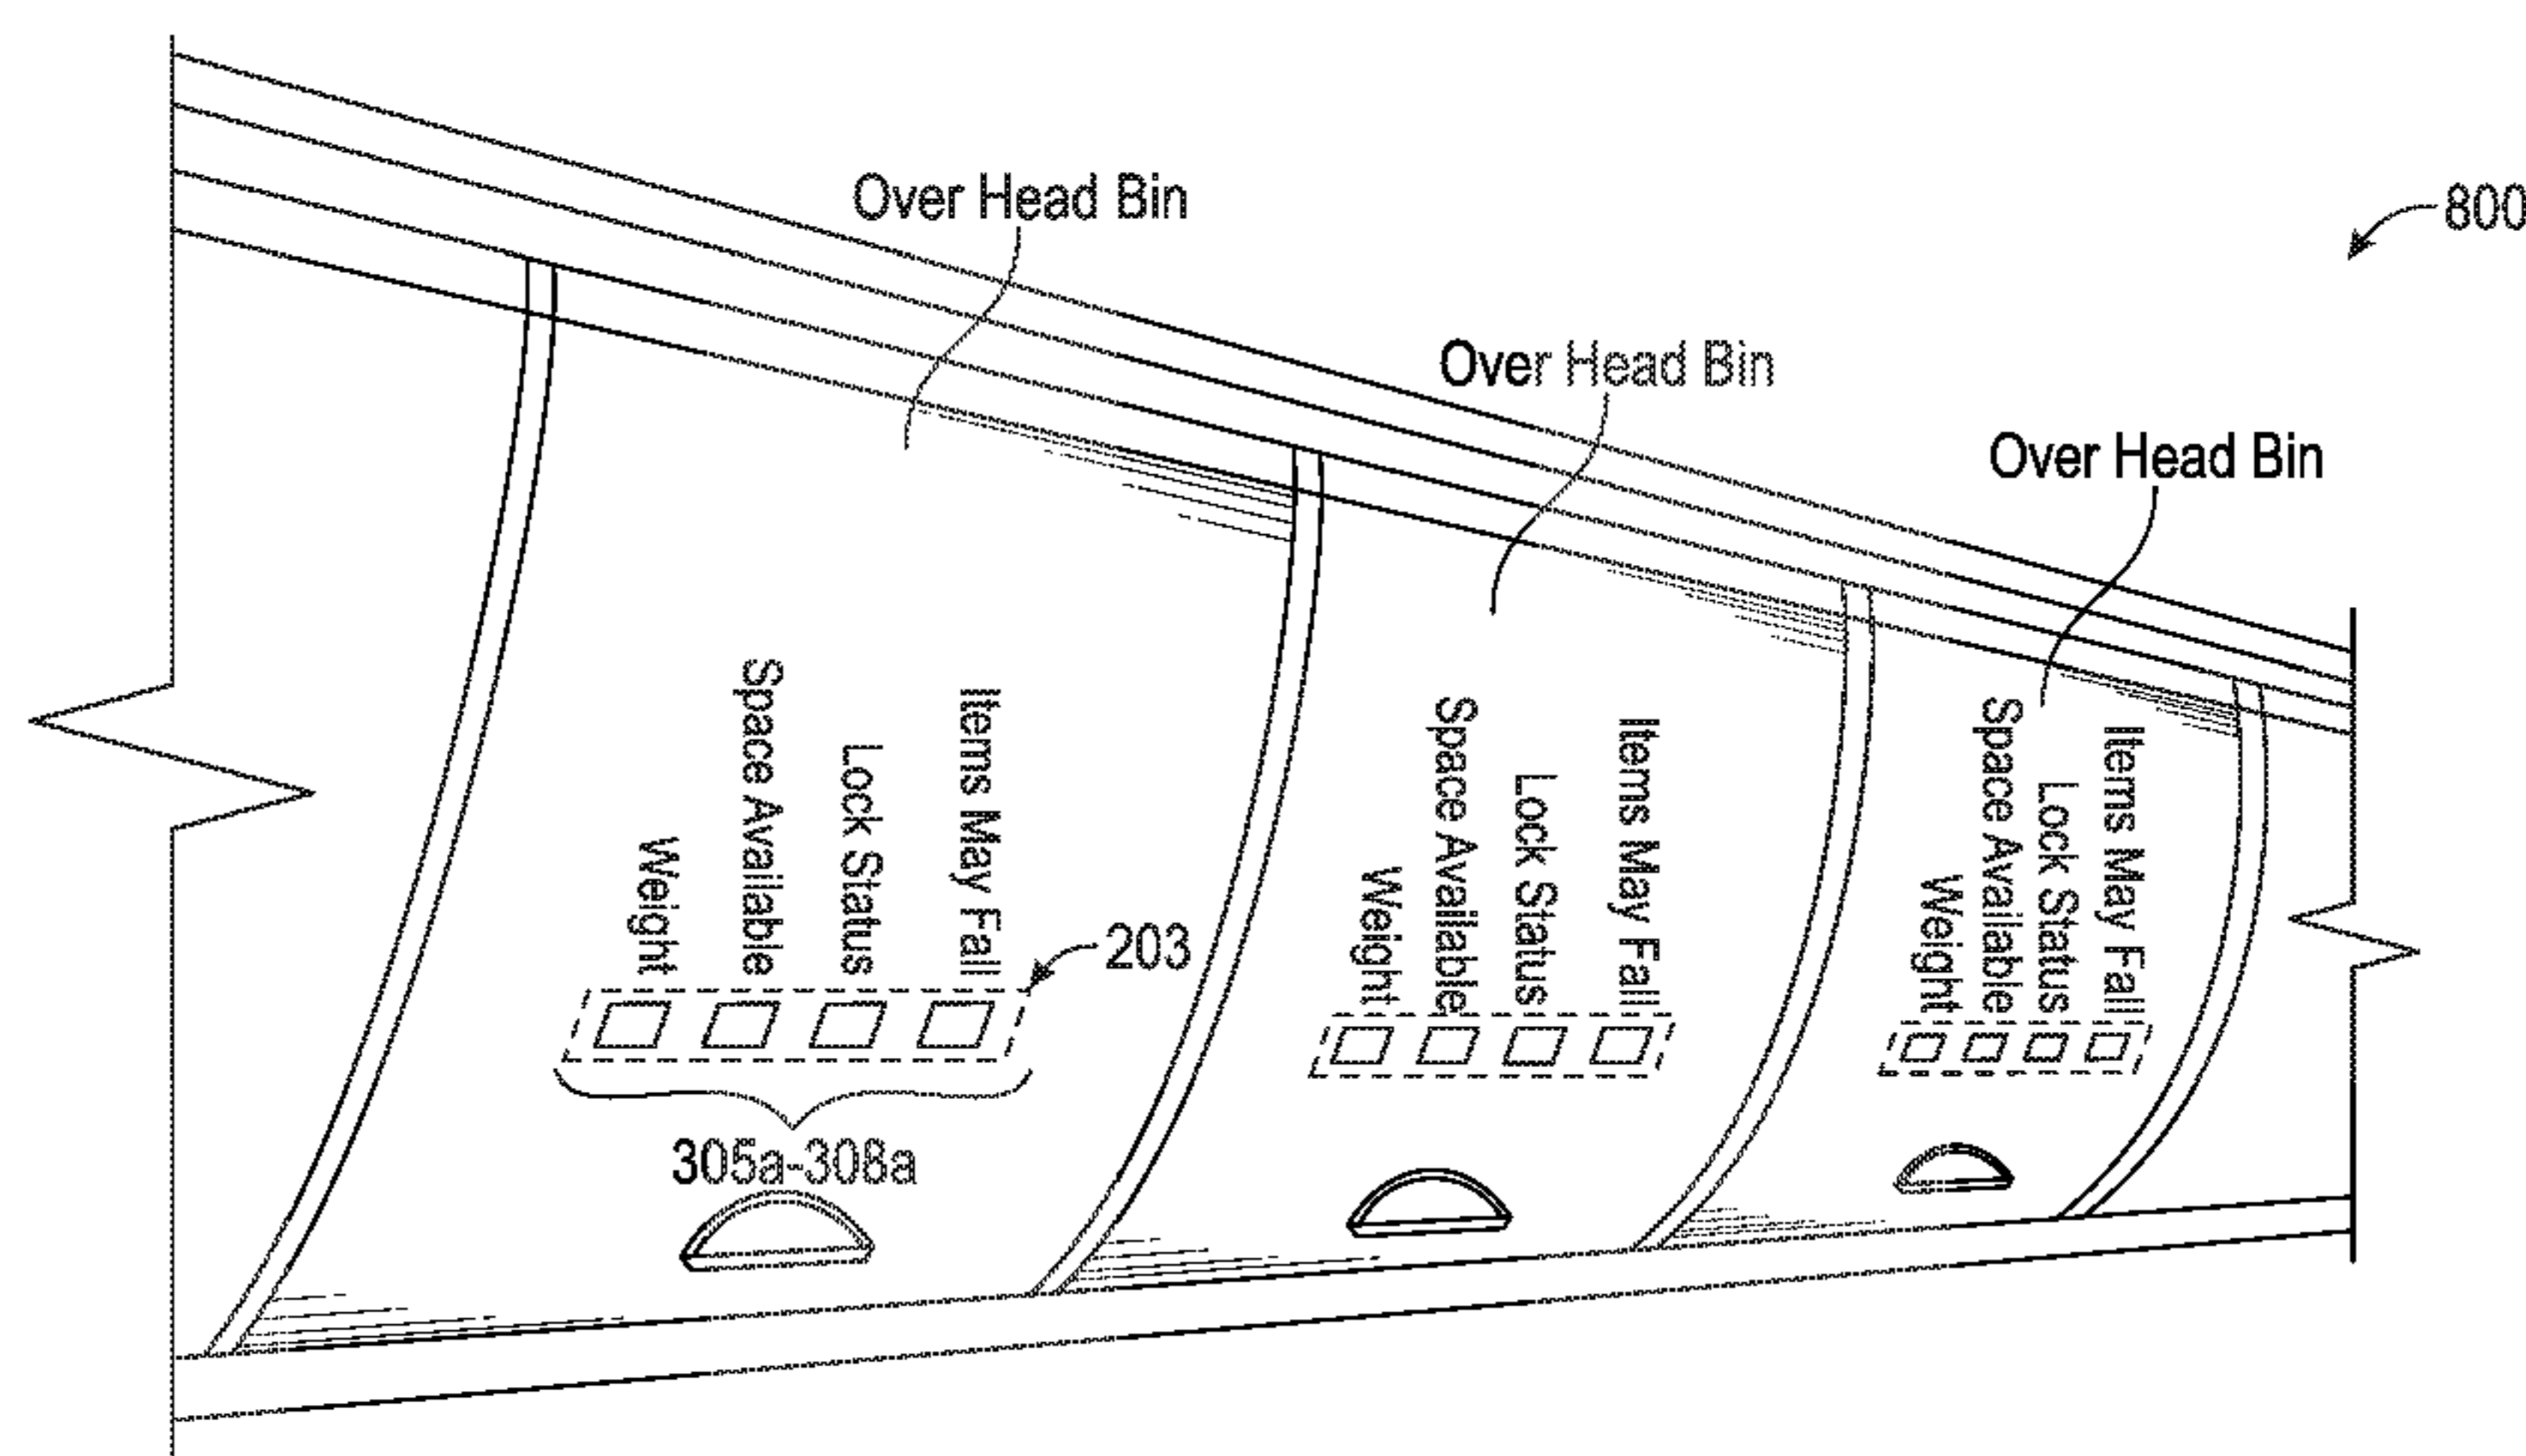 Over Head Bin
800
Over Head Bin
Over Head Bin
Weight
Space Available
Lock Status
Items May Fall
203
305a-308a
Weight
Space Available
Lock Status
Items May Fall
Weight
Space Available
Lock Status
Items May Fall